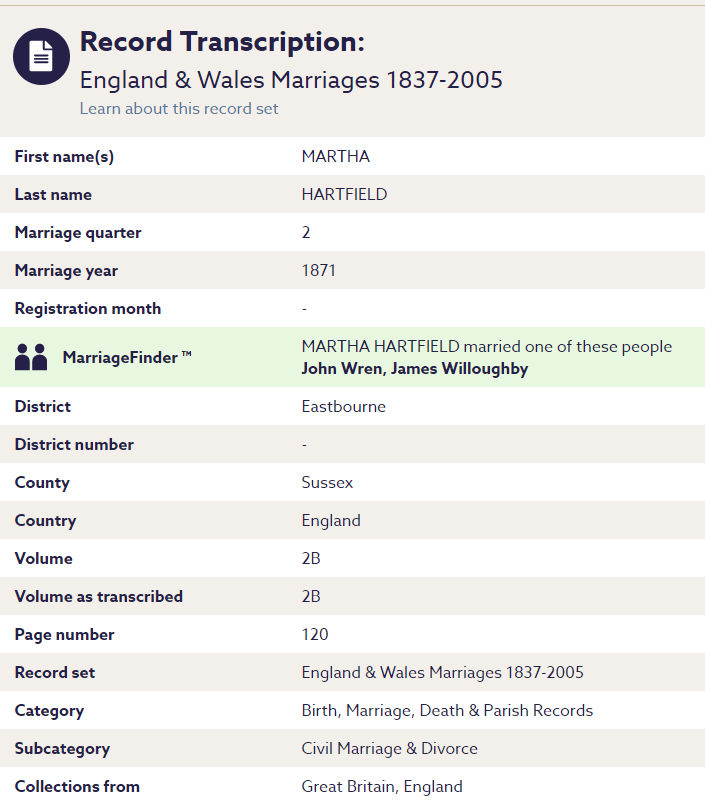 Record Transcription:
England & Wales Marriages 1837-2005
Learn about this record set
First name(s) MARTHA
Last name HARTFIELD
Marriage quarter 2
Marriage year 1871
Registration month -
MarriageFinder ™ MARTHA HARTFIELD married one of these people
John Wren, James Willoughby
District Eastbourne
District number -
County Sussex
Country England
Volume 2B
Volume as transcribed 2B
Page number 120
Record set England & Wales Marriages 1837-2005
Category Birth, Marriage, Death & Parish Records
Subcategory Civil Marriage & Divorce
Collections from Great Britain, England